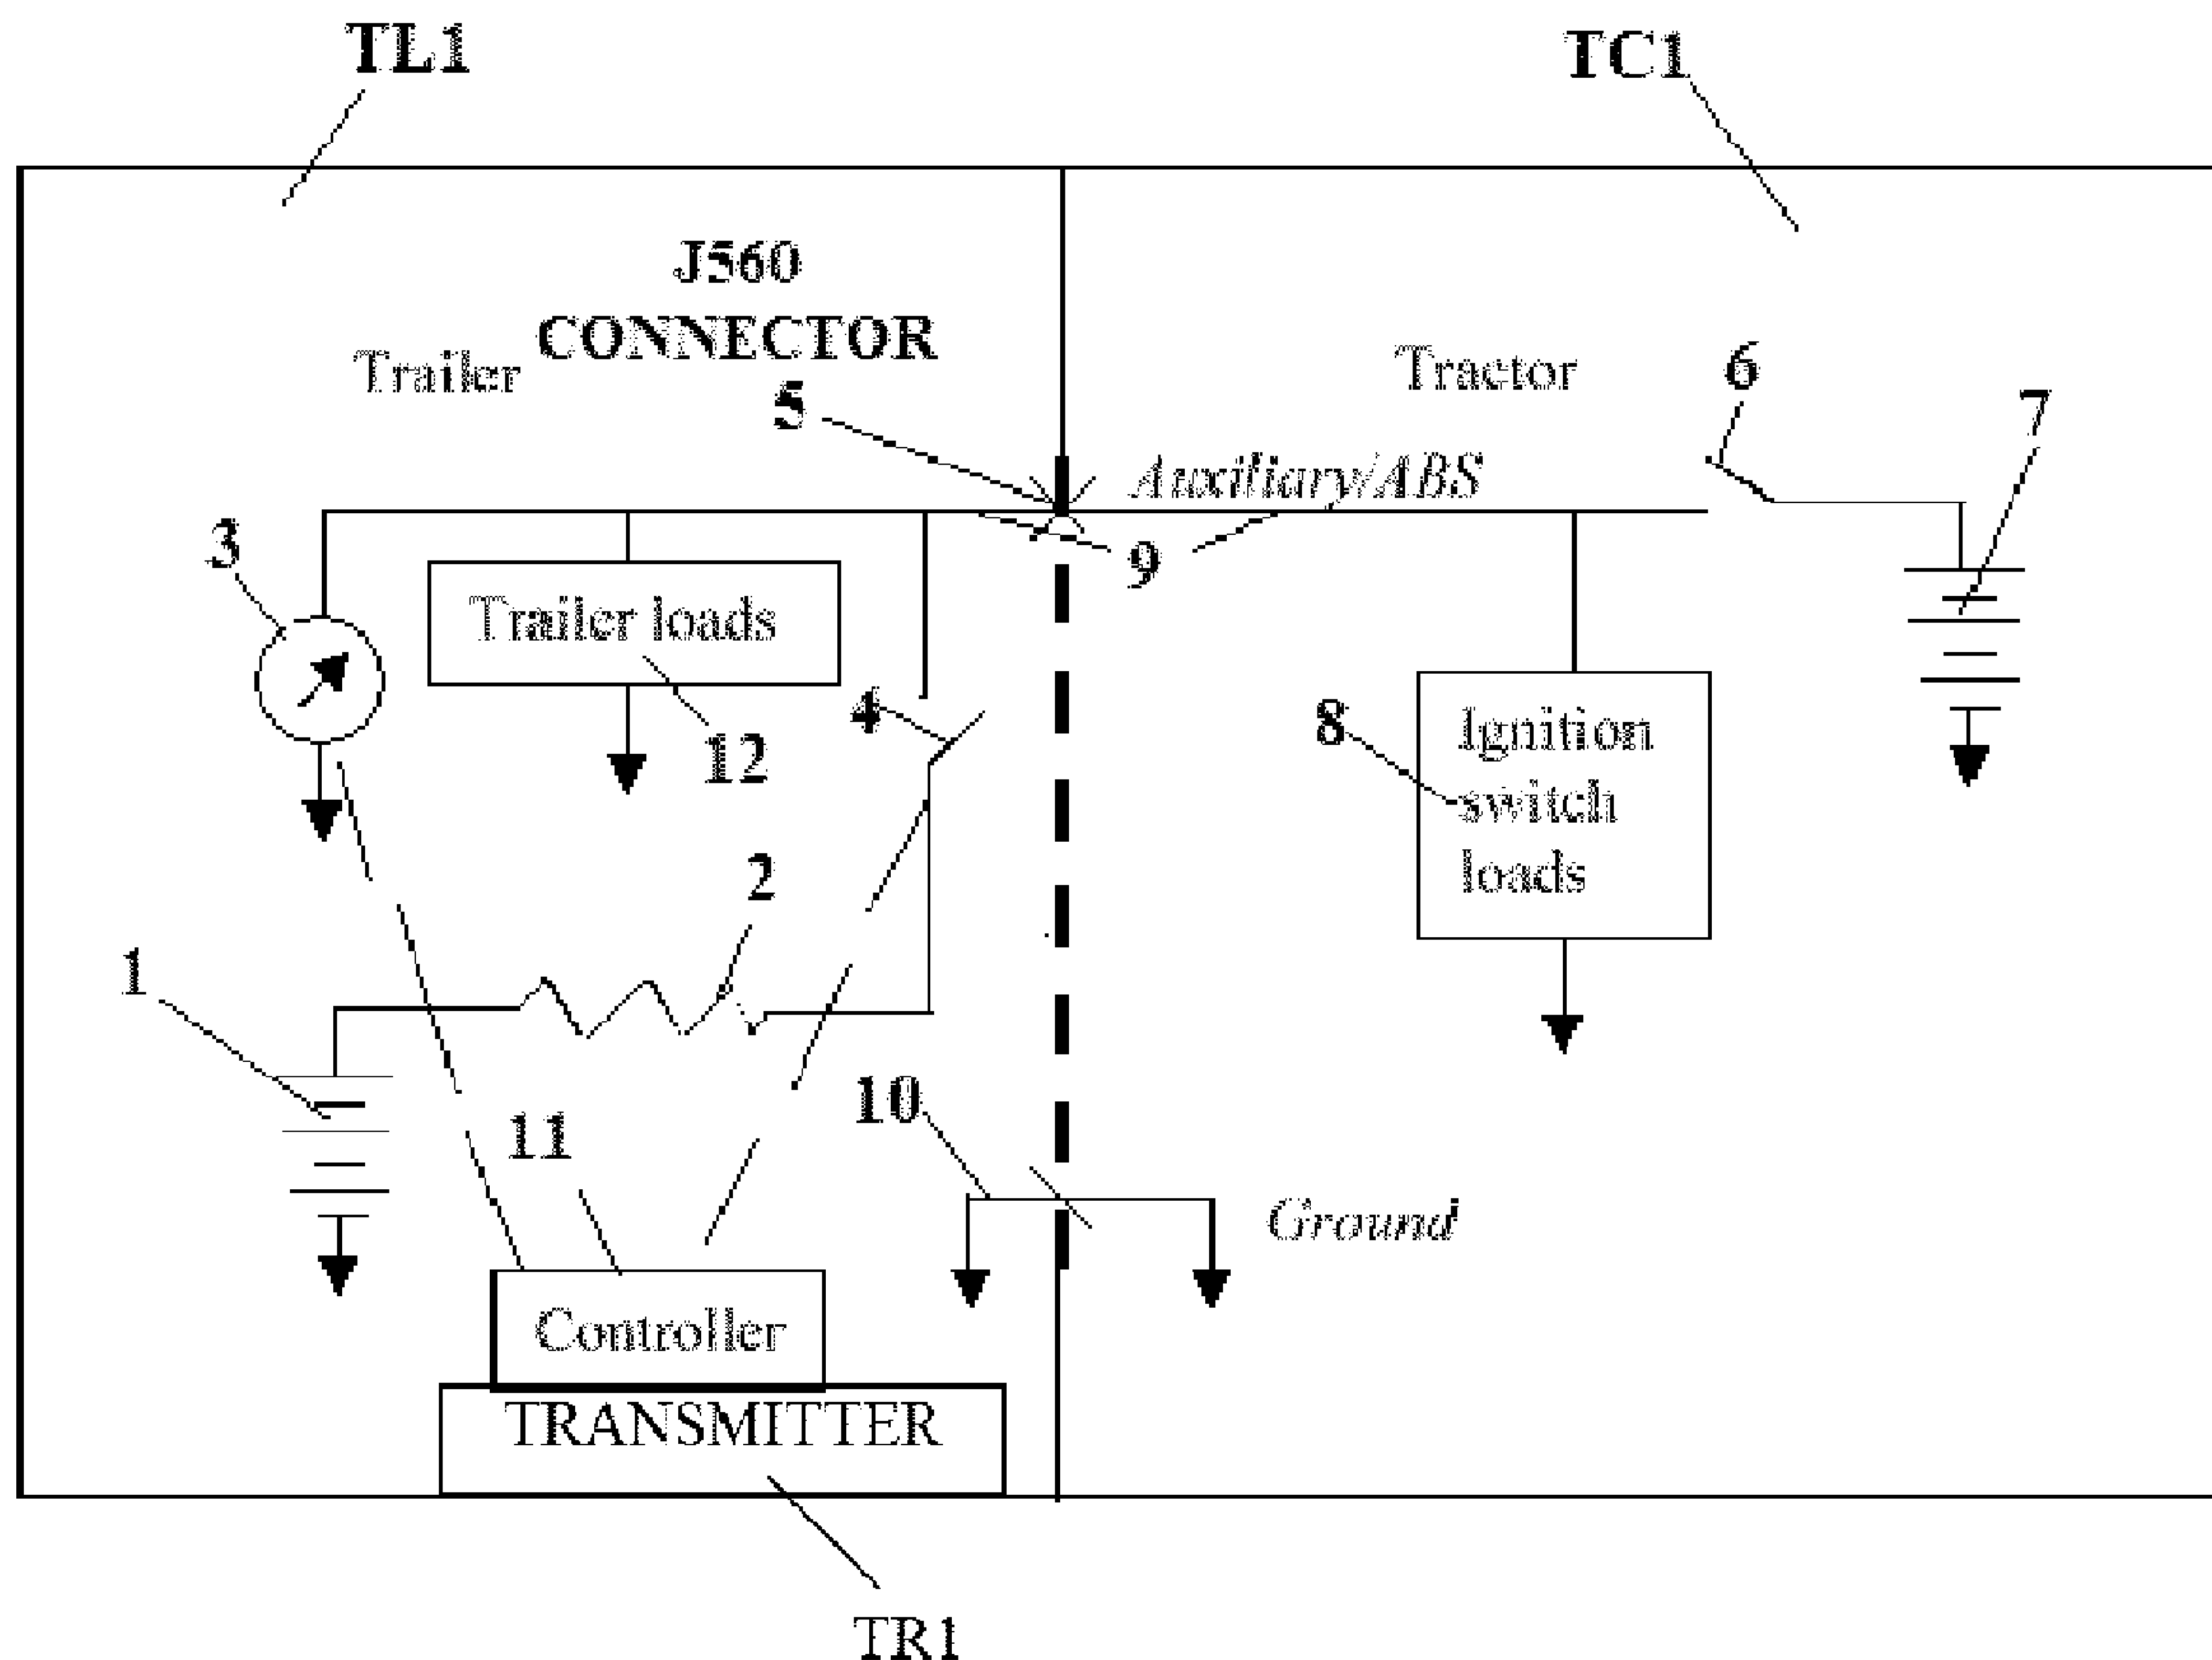 TL1
TC1
J560
CONNECTOR
Trailer
5
Tractor
6
7
Auxiliary/ABS
3
9
Trailer loads
4
12
8
Ignition
switch
loads
2
1
10
11
Ground
Controller
TRANSMITTER
TR1